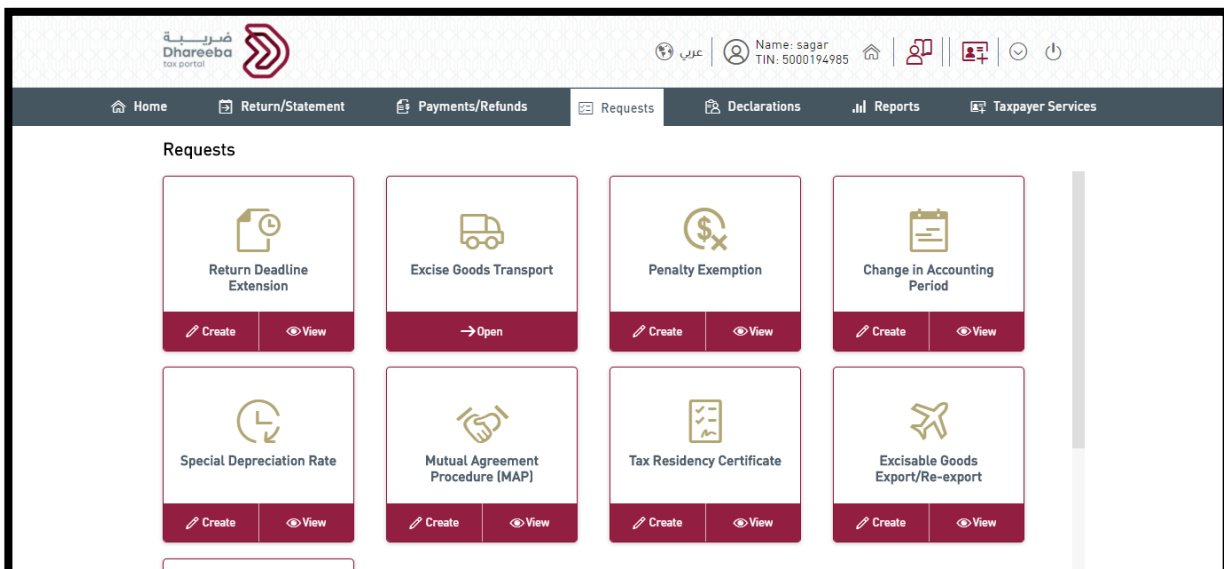 ضريبة
Dhareeba
tax portal
عربي
Name: sagar
TIN: 5000194985
Home
Return/Statement
Payments/Refunds
Requests
Declarations
Reports
Taxpayer Services
Requests
Return Deadline
Extension
Create
View
Excise Goods Transport
Open
Penalty Exemption
Create
View
Change in Accounting
Period
Create
View
Special Depreciation Rate
Create
View
Mutual Agreement
Procedure (MAP)
Create
View
Tax Residency Certificate
Create
View
Excisable Goods
Export/Re-export
Create
View